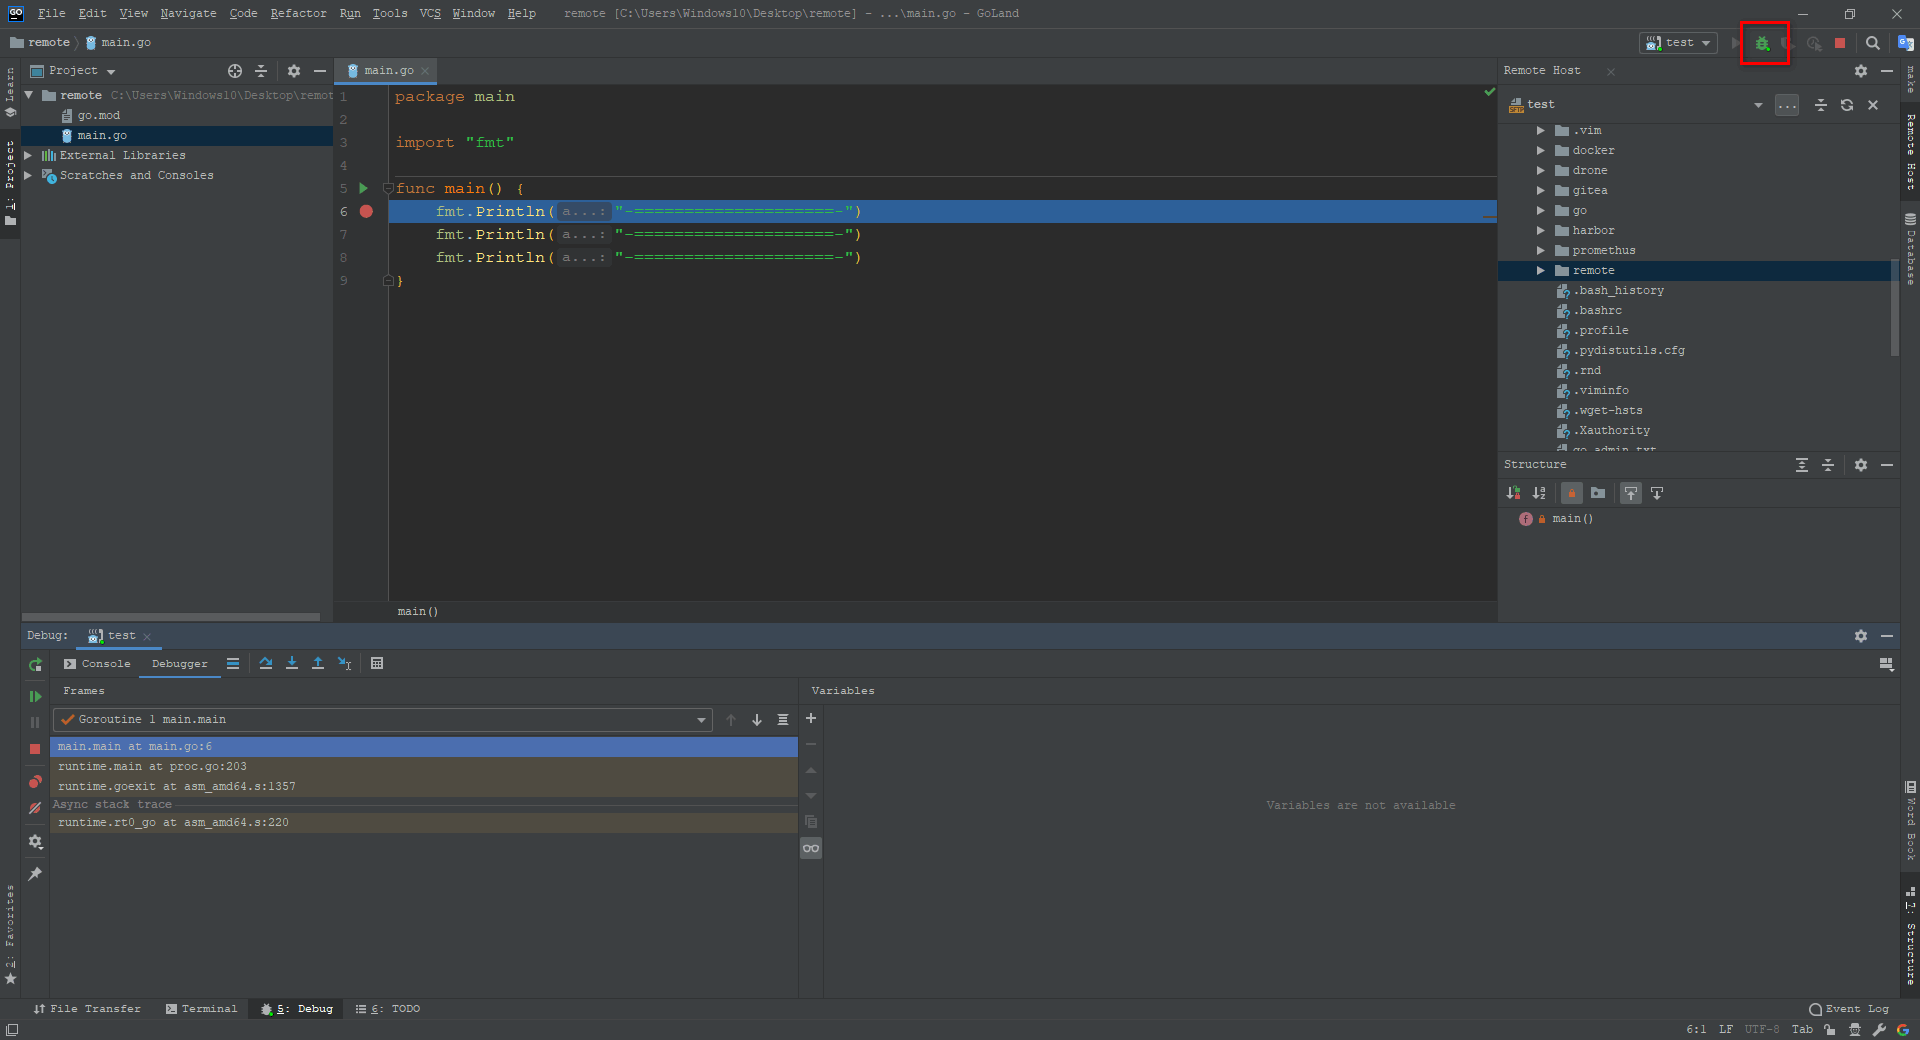 GO File Edit View Navigate Code Refactor Run Tools VCS Window Help remote [C:\Users\Windows10\Desktop\remote] - ...\main.go - GoLand
remote main.go
test
Learn
1: Project
2: Favorites
Project
remote C:\Users\Windows10\Desktop\remot
go.mod
main.go
External Libraries
Scratches and Consoles
main.go
1 package main
2
3 import "fmt"
4
5 func main() {
6 fmt.Println( a...: "-====================-")
7 fmt.Println( a...: "-====================-")
8 fmt.Println( a...: "-====================-")
9 }
main()
Remote Host
SFTP test ...
.vim
docker
drone
gitea
go
harbor
promethus
remote
.bash_history
.bashrc
.profile
.pydistutils.cfg
.rnd
.viminfo
.wget-hsts
.Xauthority
go_admin.txt
Structure
f main()
make
Remote Host
Database
Word Book
7: Structure
Debug: test
Console Debugger
Frames
Variables
Goroutine 1 main.main
main.main at main.go:6
runtime.main at proc.go:203
runtime.goexit at asm_amd64.s:1357
Async stack trace
runtime.rt0_go at asm_amd64.s:220
Variables are not available
File Transfer Terminal 5: Debug 6: TODO
Event Log
6:1 LF UTF-8 Tab